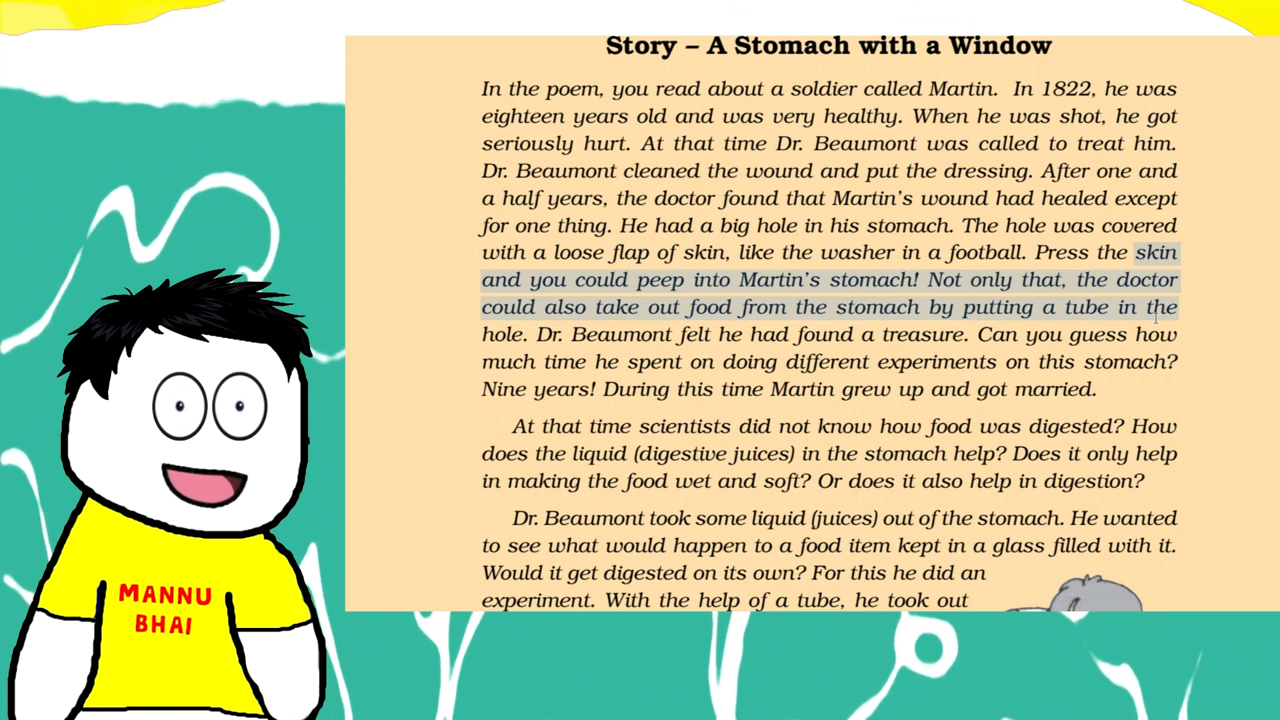 Story – A Stomach with a Window
In the poem, you read about a soldier called Martin. In 1822, he was
eighteen years old and was very healthy. When he was shot, he got
seriously hurt. At that time Dr. Beaumont was called to treat him.
Dr. Beaumont cleaned the wound and put the dressing. After one and
a half years, the doctor found that Martin's wound had healed except
for one thing. He had a big hole in his stomach. The hole was covered
with a loose flap of skin, like the washer in a football. Press the skin
and you could peep into Martin's stomach! Not only that, the doctor
could also take out food from the stomach by putting a tube in the
hole. Dr. Beaumont felt he had found a treasure. Can you guess how
much time he spent on doing different experiments on this stomach?
Nine years! During this time Martin grew up and got married.
At that time scientists did not know how food was digested? How
does the liquid (digestive juices) in the stomach help? Does it only help
in making the food wet and soft? Or does it also help in digestion?
Dr. Beaumont took some liquid (juices) out of the stomach. He wanted
to see what would happen to a food item kept in a glass filled with it.
Would it get digested on its own? For this he did an
experiment. With the help of a tube, he took out
MANNU
BHAI